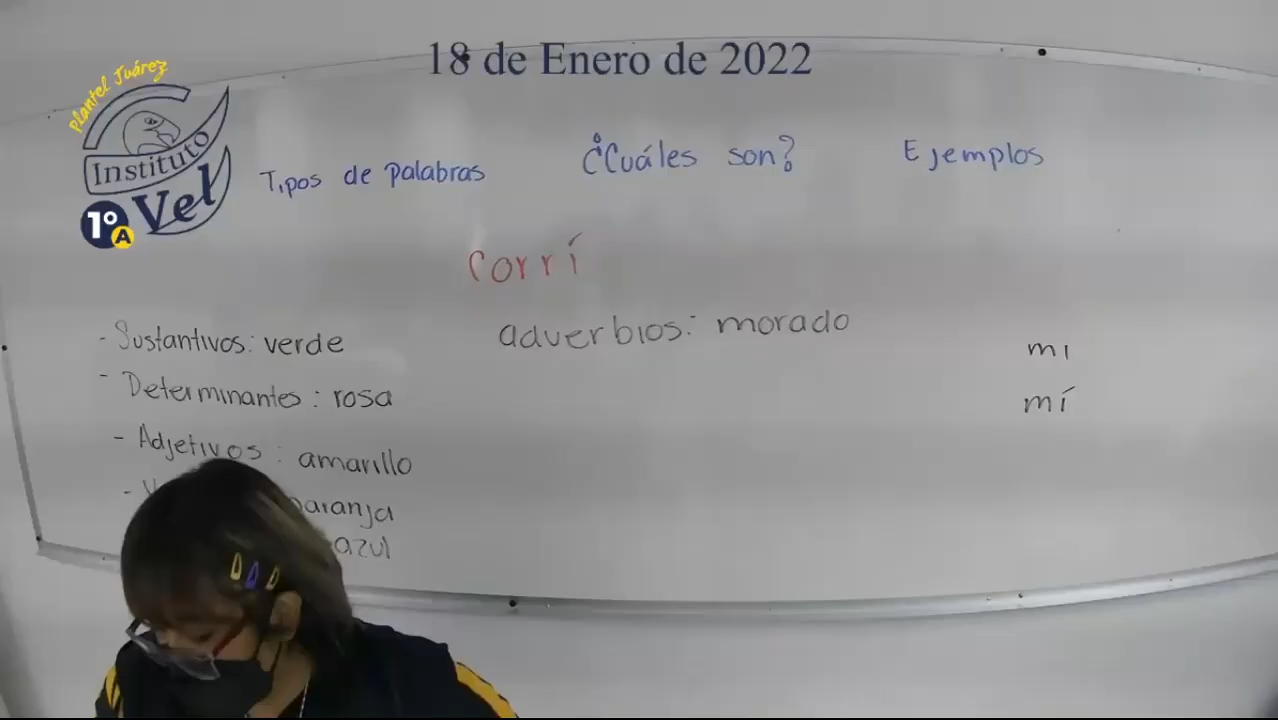 18 de Enero de 2022
Plantel Juárez
Instituto
Vel
1º A
Tipos de palabras
¿Cuáles son?
Ejemplos
corrí
- Sustantivos: verde
- Determinantes: rosa
- Adjetivos: amarillo
naranja
azul
adverbios: morado
mi
mí